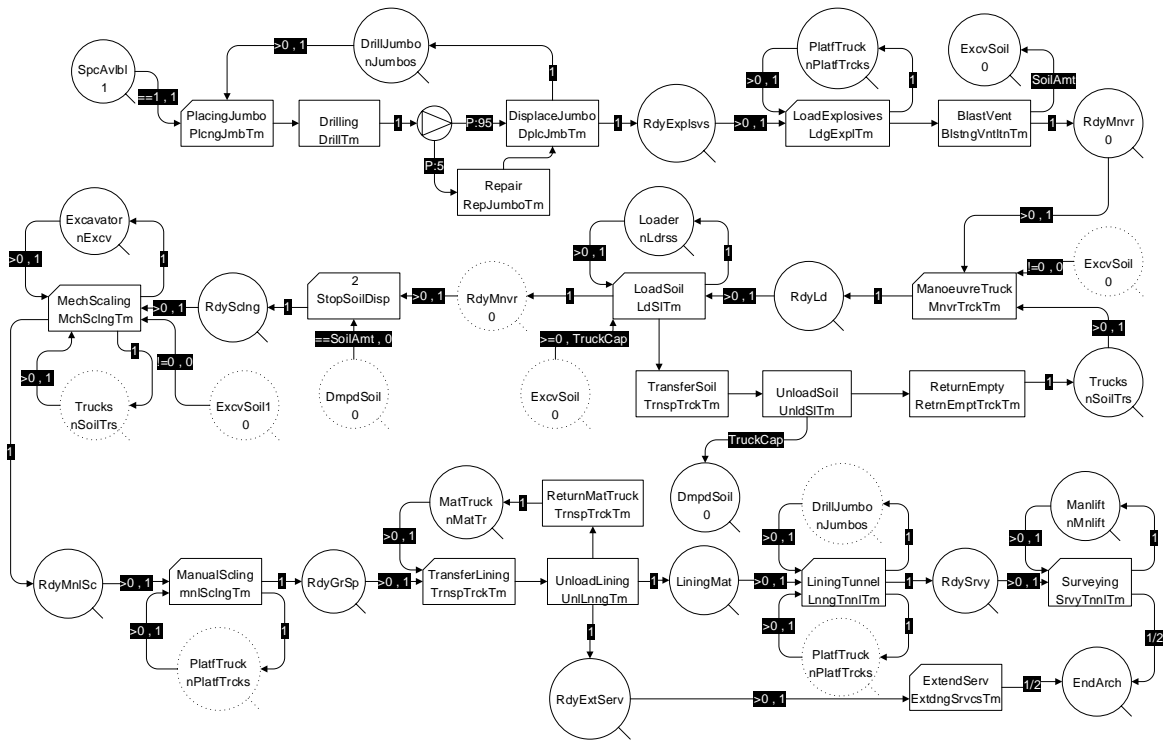 SpcAvlbl
1
==1 , 1
>0 , 1
DrillJumbo
nJumbos
PlacingJumbo
PlcngJmbTm
Drilling
DrillTm
1
P:95
P:5
1
DisplaceJumbo
DplcJmbTm
Repair
RepJumboTm
1
RdyExplsvs
>0 , 1
PlatfTruck
nPlatfTrcks
>0 , 1
1
LoadExplosives
LdgExplTm
ExcvSoil
0
SoilAmt
BlastVent
BlstngVntltnTm
1
RdyMnvr
0
Excavator
nExcv
>0 , 1
1
MechScaling
MchSclngTm
>0 , 1
RdySclng
1
2
StopSoilDisp
>0 , 1
RdyMnvr
0
1
Loader
nLdrss
>0 , 1
1
LoadSoil
LdSlTm
>0 , 1
RdyLd
1
>0 , 1
ManoeuvreTruck
MnvrTrckTm
!=0 , 0
ExcvSoil
0
>0 , 1
1
>0 , 1
Trucks
nSoilTrs
!=0 , 0
ExcvSoil1
0
==SoilAmt , 0
DmpdSoil
0
>=0 , TruckCap
ExcvSoil
0
TransferSoil
TrnspTrckTm
UnloadSoil
UnldSlTm
ReturnEmpty
RetrnEmptTrckTm
1
Trucks
nSoilTrs
TruckCap
DmpdSoil
0
1
RdyMnlSc
>0 , 1
ManualScling
mnlSclngTm
1
>0 , 1
1
PlatfTruck
nPlatfTrcks
RdyGrSp
>0 , 1
MatTruck
nMatTr
1
ReturnMatTruck
TrnspTrckTm
>0 , 1
TransferLining
TrnspTrckTm
UnloadLining
UnlLnngTm
1
LiningMat
>0 , 1
DrillJumbo
nJumbos
>0 , 1
1
LiningTunnel
LnngTnnlTm
1
>0 , 1
1
PlatfTruck
nPlatfTrcks
RdySrvy
>0 , 1
Manlift
nMnlift
>0 , 1
1
Surveying
SrvyTnnlTm
1/2
1
RdyExtServ
>0 , 1
ExtendServ
ExtdngSrvcsTm
1/2
EndArch